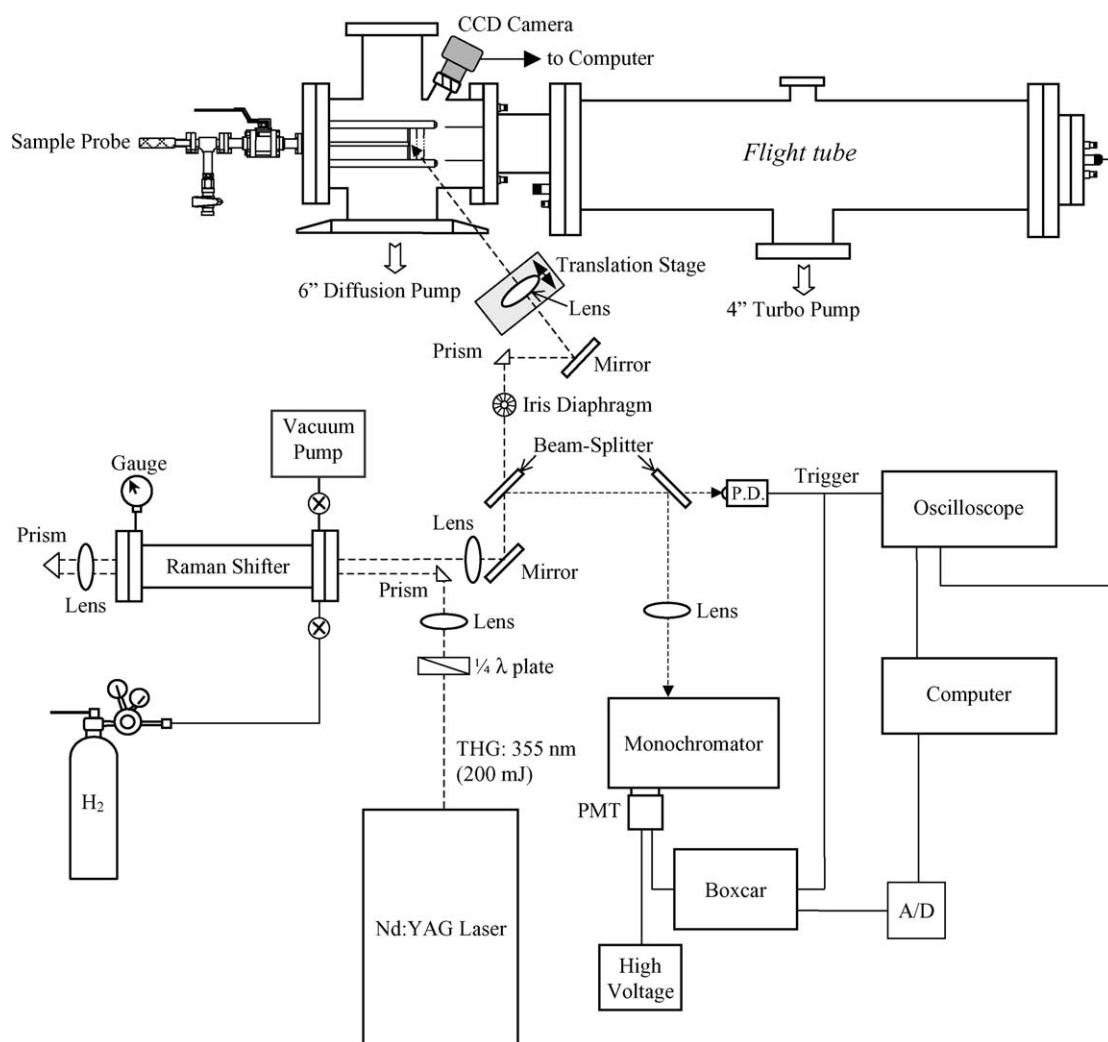 CCD Camera
to Computer
Sample Probe
Flight tube
Translation Stage
6” Diffusion Pump
Lens
4” Turbo Pump
Prism
Mirror
Iris Diaphragm
Vacuum
Pump
Beam-Splitter
Gauge
Trigger
P.D.
Oscilloscope
Lens
Prism
Raman Shifter
Mirror
Prism
Lens
Lens
Lens
¼ λ plate
Computer
Monochromator
THG: 355 nm
(200 mJ)
H2
PMT
Boxcar
A/D
Nd:YAG Laser
High
Voltage